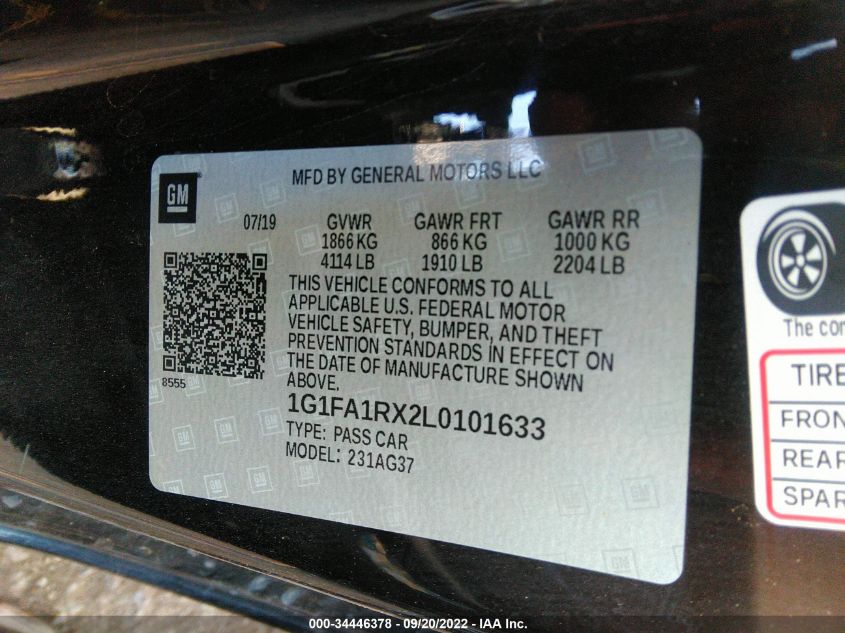 GM
MFD BY GENERAL MOTORS LLC
07/19 GVWR GAWR FRT GAWR RR
1866 KG 866 KG 1000 KG
4114 LB 1910 LB 2204 LB
THIS VEHICLE CONFORMS TO ALL
APPLICABLE U.S. FEDERAL MOTOR
VEHICLE SAFETY, BUMPER, AND THEFT
PREVENTION STANDARDS IN EFFECT ON
THE DATE OF MANUFACTURE SHOWN
ABOVE.
8555
1G1FA1RX2L0101633
TYPE: PASS CAR
MODEL: 231AG37
The con
TIRE
FRON
REAR
SPAR
000-34446378 - 09/20/2022 - IAA Inc.